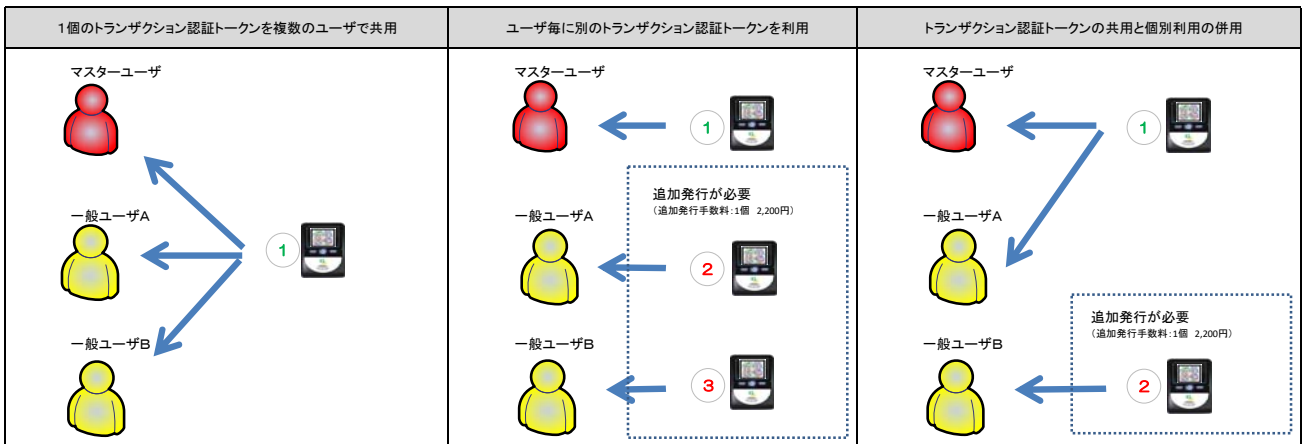 1個のトランザクション認証トークンを複数のユーザで共用
マスターユーザ
一般ユーザA
1
一般ユーザB
ユーザ毎に別のトランザクション認証トークンを利用
マスターユーザ
1
追加発行が必要
（追加発行手数料：1個 2,200円）
一般ユーザA
2
一般ユーザB
3
トランザクション認証トークンの共用と個別利用の併用
マスターユーザ
1
一般ユーザA
追加発行が必要
（追加発行手数料：1個 2,200円）
一般ユーザB
2